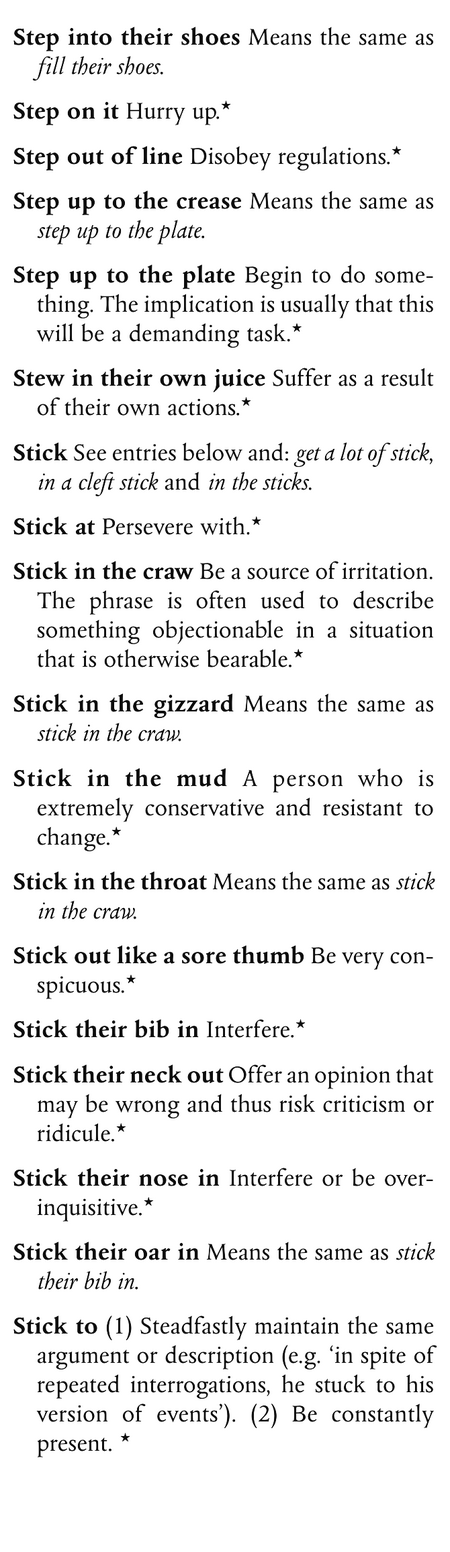 Step into their shoes Means the same as
fill their shoes.
Step on it Hurry up.★
Step out of line Disobey regulations.★
Step up to the crease Means the same as
step up to the plate.
Step up to the plate Begin to do some-
thing. The implication is usually that this
will be a demanding task.★
Stew in their own juice Suffer as a result
of their own actions.★
Stick See entries below and: get a lot of stick,
in a cleft stick and in the sticks.
Stick at Persevere with.★
Stick in the craw Be a source of irritation.
The phrase is often used to describe
something objectionable in a situation
that is otherwise bearable.★
Stick in the gizzard Means the same as
stick in the craw.
Stick in the mud A person who is
extremely conservative and resistant to
change.★
Stick in the throat Means the same as stick
in the craw.
Stick out like a sore thumb Be very con-
spicuous.★
Stick their bib in Interfere.★
Stick their neck out Offer an opinion that
may be wrong and thus risk criticism or
ridicule.★
Stick their nose in Interfere or be over-
inquisitive.★
Stick their oar in Means the same as stick
their bib in.
Stick to (1) Steadfastly maintain the same
argument or description (e.g. ‘in spite of
repeated interrogations, he stuck to his
version of events’). (2) Be constantly
present. ★